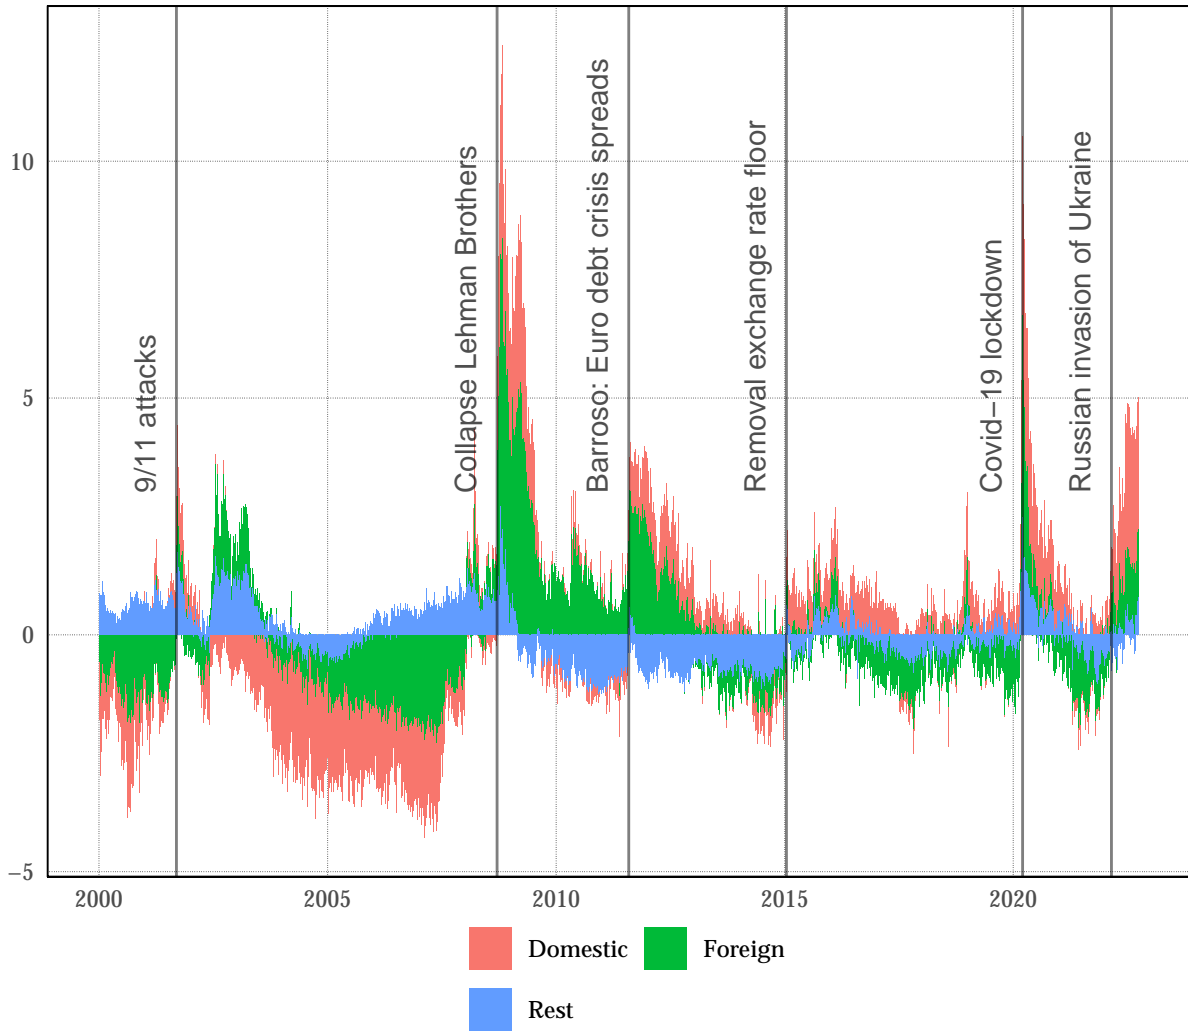 10
5
0
−5
9/11 attacks
Collapse Lehman Brothers
Barroso: Euro debt crisis spreads
Removal exchange rate floor
Covid−19 lockdown
Russian invasion of Ukraine
2000 2005 2010 2015 2020
Domestic Foreign
Rest